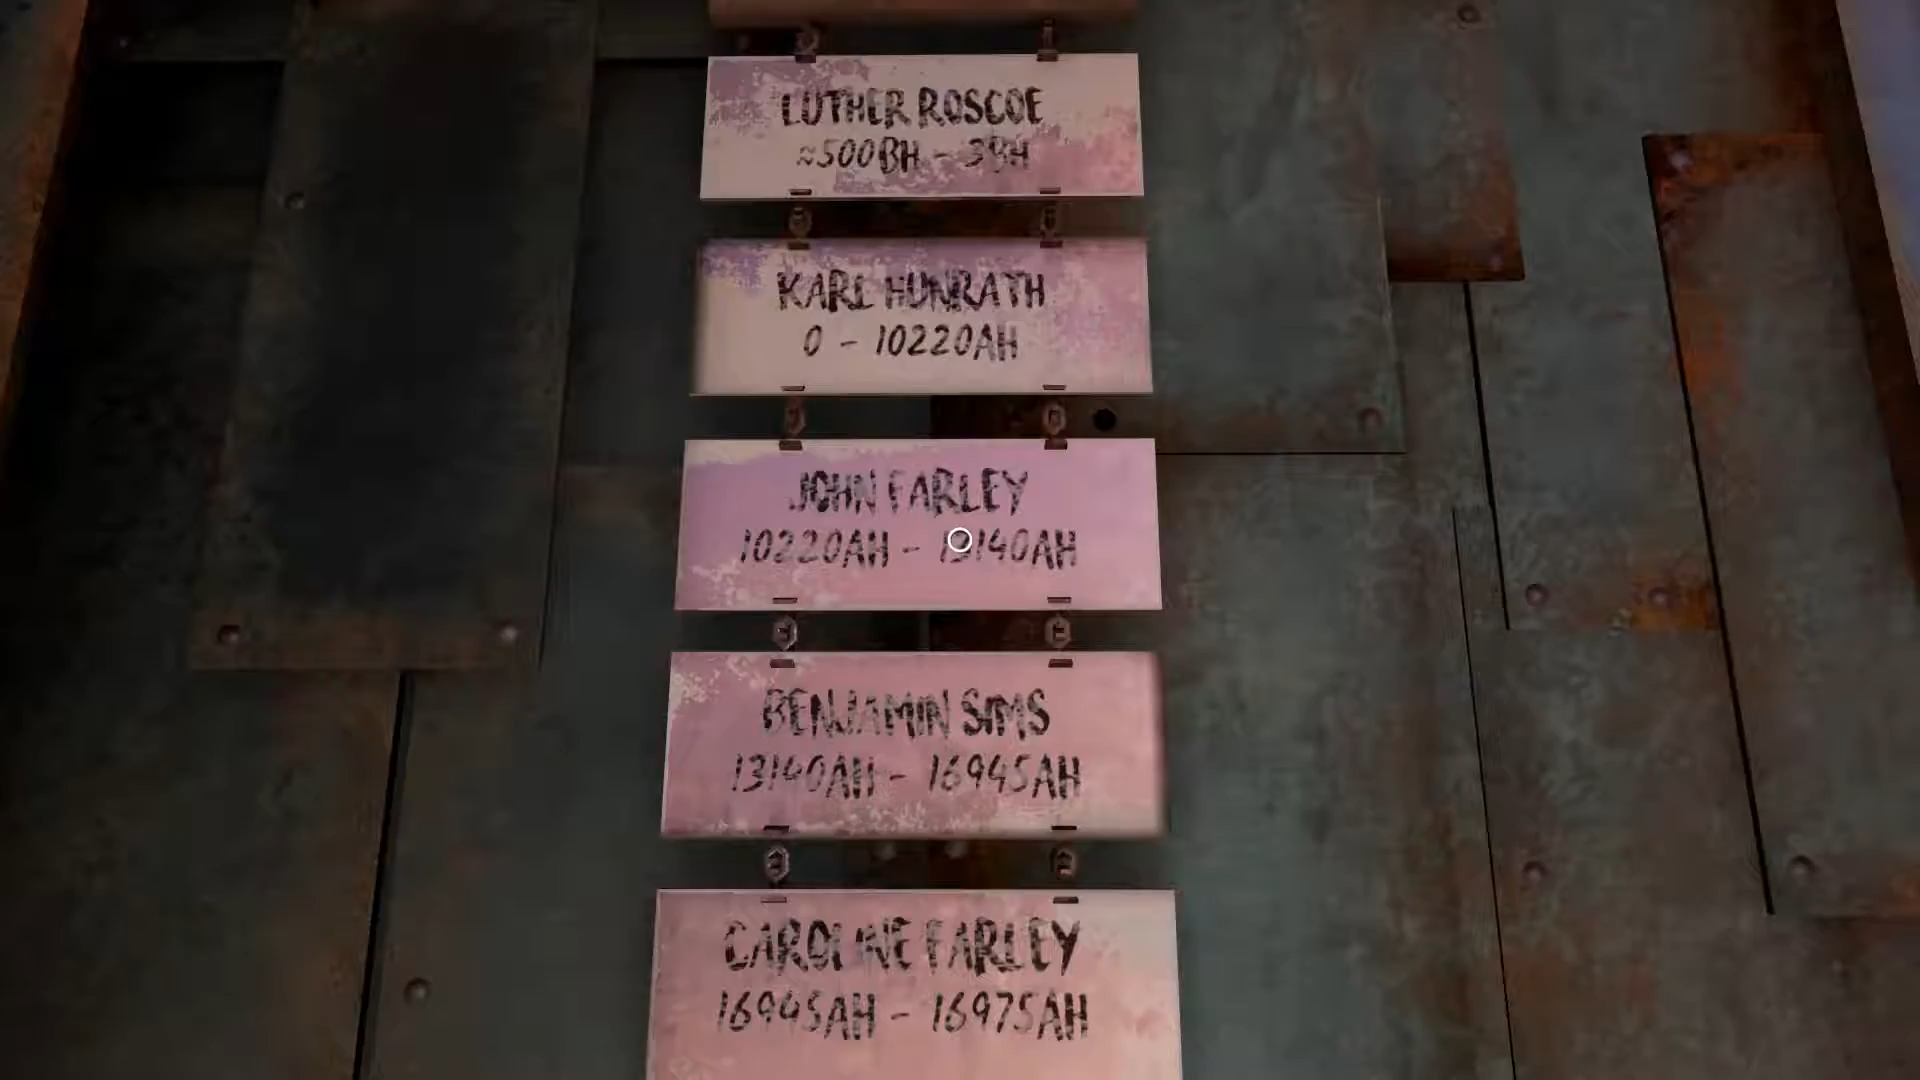 LUTHER ROSCOE
≈500BH - 3BH
KARL HUNRATH
0 - 10220AH
JOHN FARLEY
10220AH - 13140AH
BENJAMIN SIMS
13140AH - 16945AH
CAROLINE FARLEY
16945AH - 16975AH